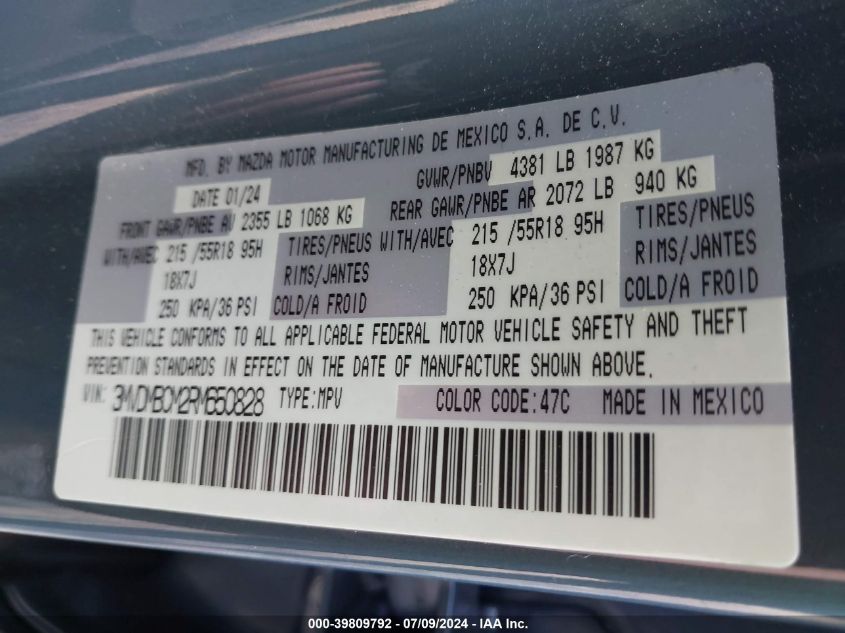 MFD. BY MAZDA MOTOR MANUFACTURING DE MEXICO S.A. DE C.V.
DATE 01/24 GVWR/PNBV 4381 LB 1987 KG
FRONT GAWR/PNBE AV 2355 LB 1068 KG REAR GAWR/PNBE AR 2072 LB 940 KG
WITH/AVEC 215 /55R18 95H TIRES/PNEUS WITH/AVEC 215 /55R18 95H TIRES/PNEUS
18X7J RIMS/JANTES 18X7J RIMS/JANTES
250 KPA/36 PSI COLD/A FROID 250 KPA/36 PSI COLD/A FROID
THIS VEHICLE CONFORMS TO ALL APPLICABLE FEDERAL MOTOR VEHICLE SAFETY AND THEFT
PREVENTION STANDARDS IN EFFECT ON THE DATE OF MANUFACTURE SHOWN ABOVE.
VIN: 3MVDMBCM2RM650828 TYPE:MPV COLOR CODE:47C MADE IN MEXICO
000-39809792 / 07/09/2024 - IAA Inc.